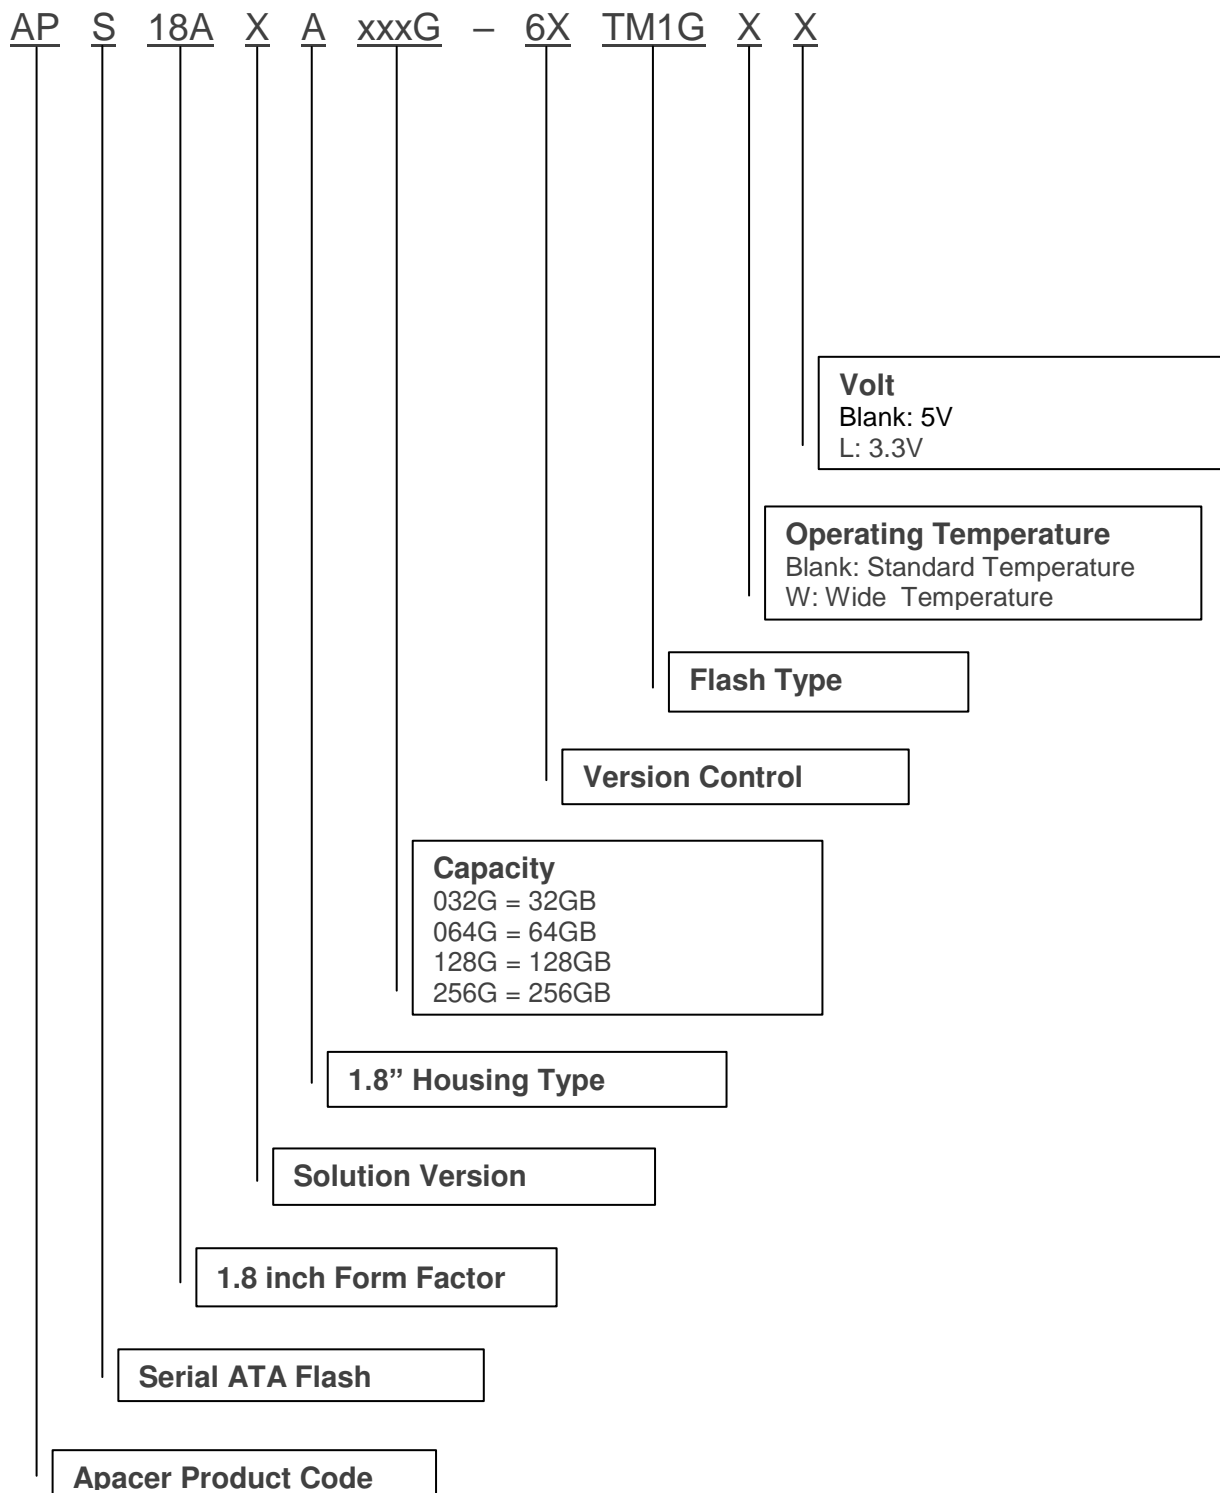 AP S 18A X A xxxG – 6X TM1G X X
Volt
Blank: 5V
L: 3.3V
Operating Temperature
Blank: Standard Temperature
W: Wide Temperature
Flash Type
Version Control
Capacity
032G = 32GB
064G = 64GB
128G = 128GB
256G = 256GB
1.8” Housing Type
Solution Version
1.8 inch Form Factor
Serial ATA Flash
Apacer Product Code